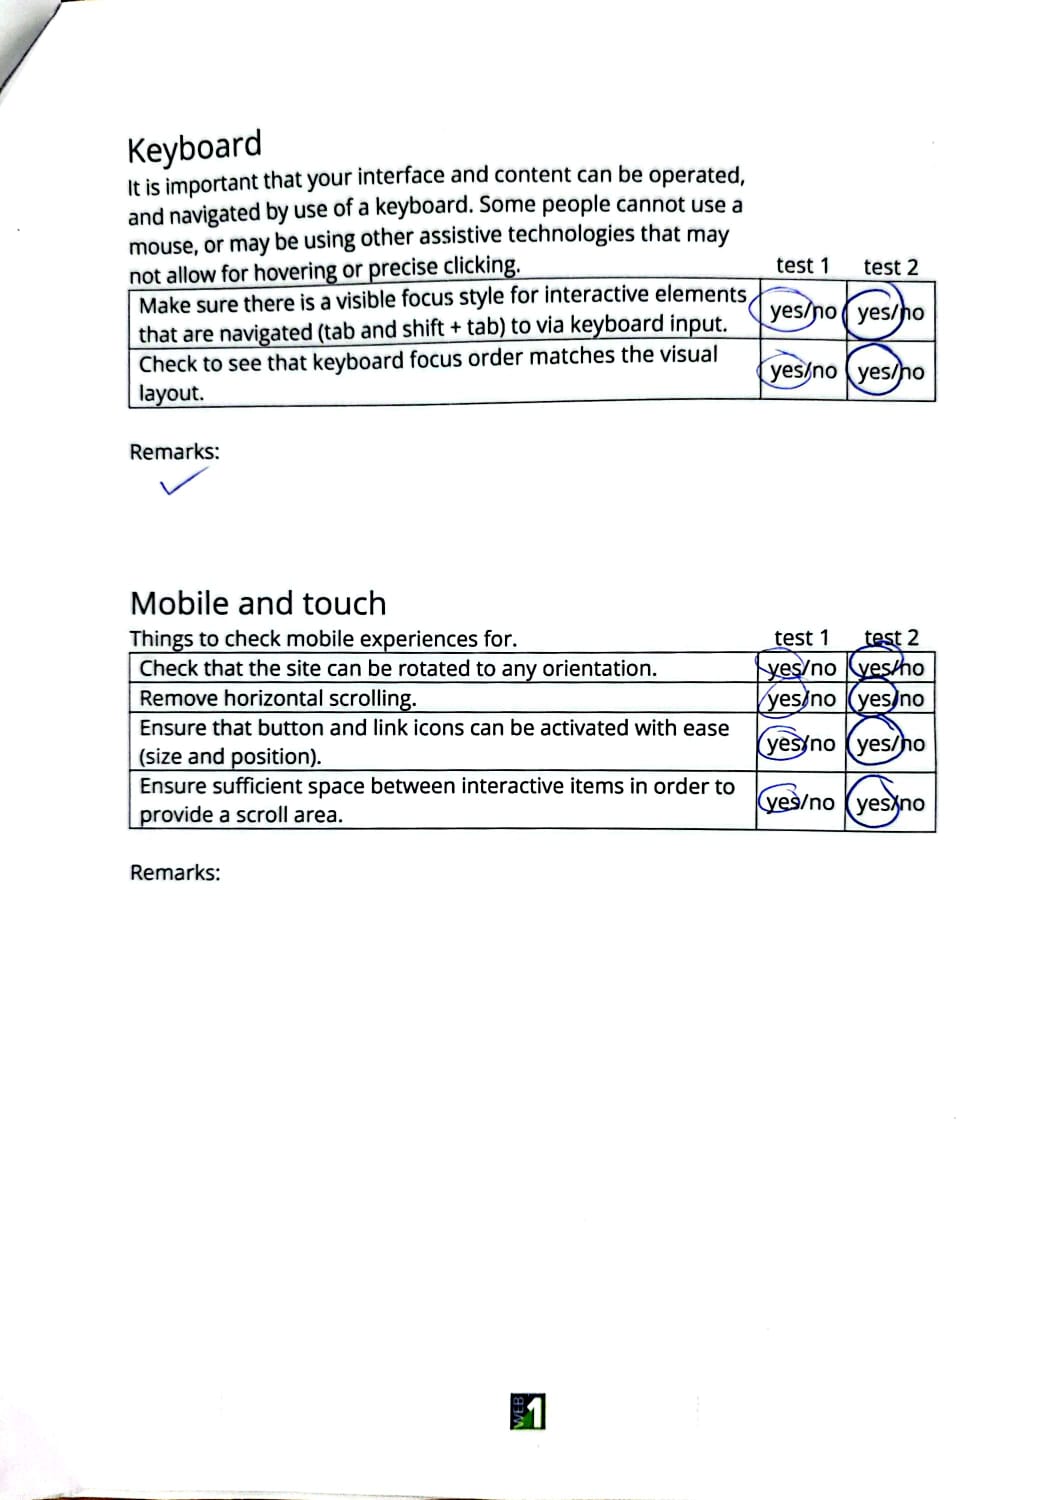 Keyboard
It is important that your interface and content can be operated,
and navigated by use of a keyboard. Some people cannot use a
mouse, or may be using other assistive technologies that may
not allow for hovering or precise clicking. test 1 test 2
Make sure there is a visible focus style for interactive elements
that are navigated (tab and shift + tab) to via keyboard input. yes/no yes/no
Check to see that keyboard focus order matches the visual
layout. yes/no yes/no
Remarks:
Mobile and touch
Things to check mobile experiences for. test 1 test 2
Check that the site can be rotated to any orientation. yes/no yes/no
Remove horizontal scrolling. yes/no yes/no
Ensure that button and link icons can be activated with ease
(size and position). yes/no yes/no
Ensure sufficient space between interactive items in order to
provide a scroll area. yes/no yes/no
Remarks:
WEB 1